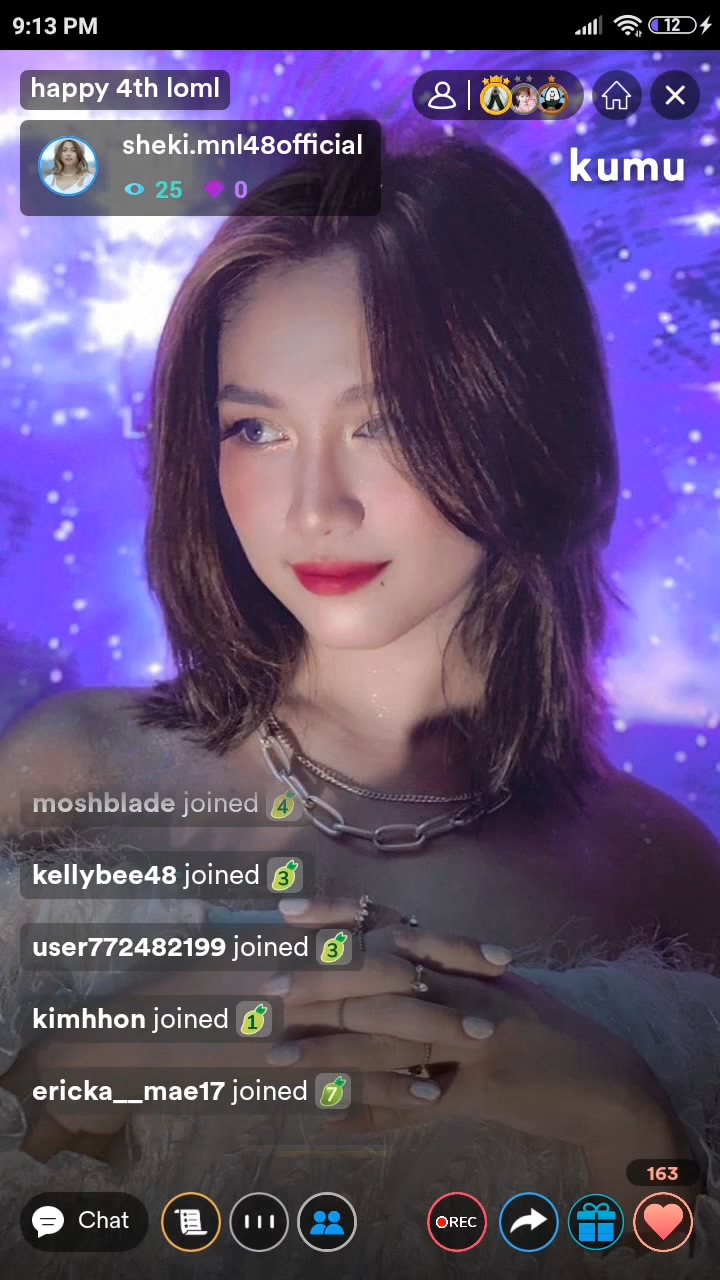 9:13 PM
12
happy 4th loml
sheki.mnl48official
25 0
kumu
moshblade joined 4
kellybee48 joined 3
user772482199 joined 3
kimhhon joined 1
ericka__mae17 joined 7
163
Chat
REC